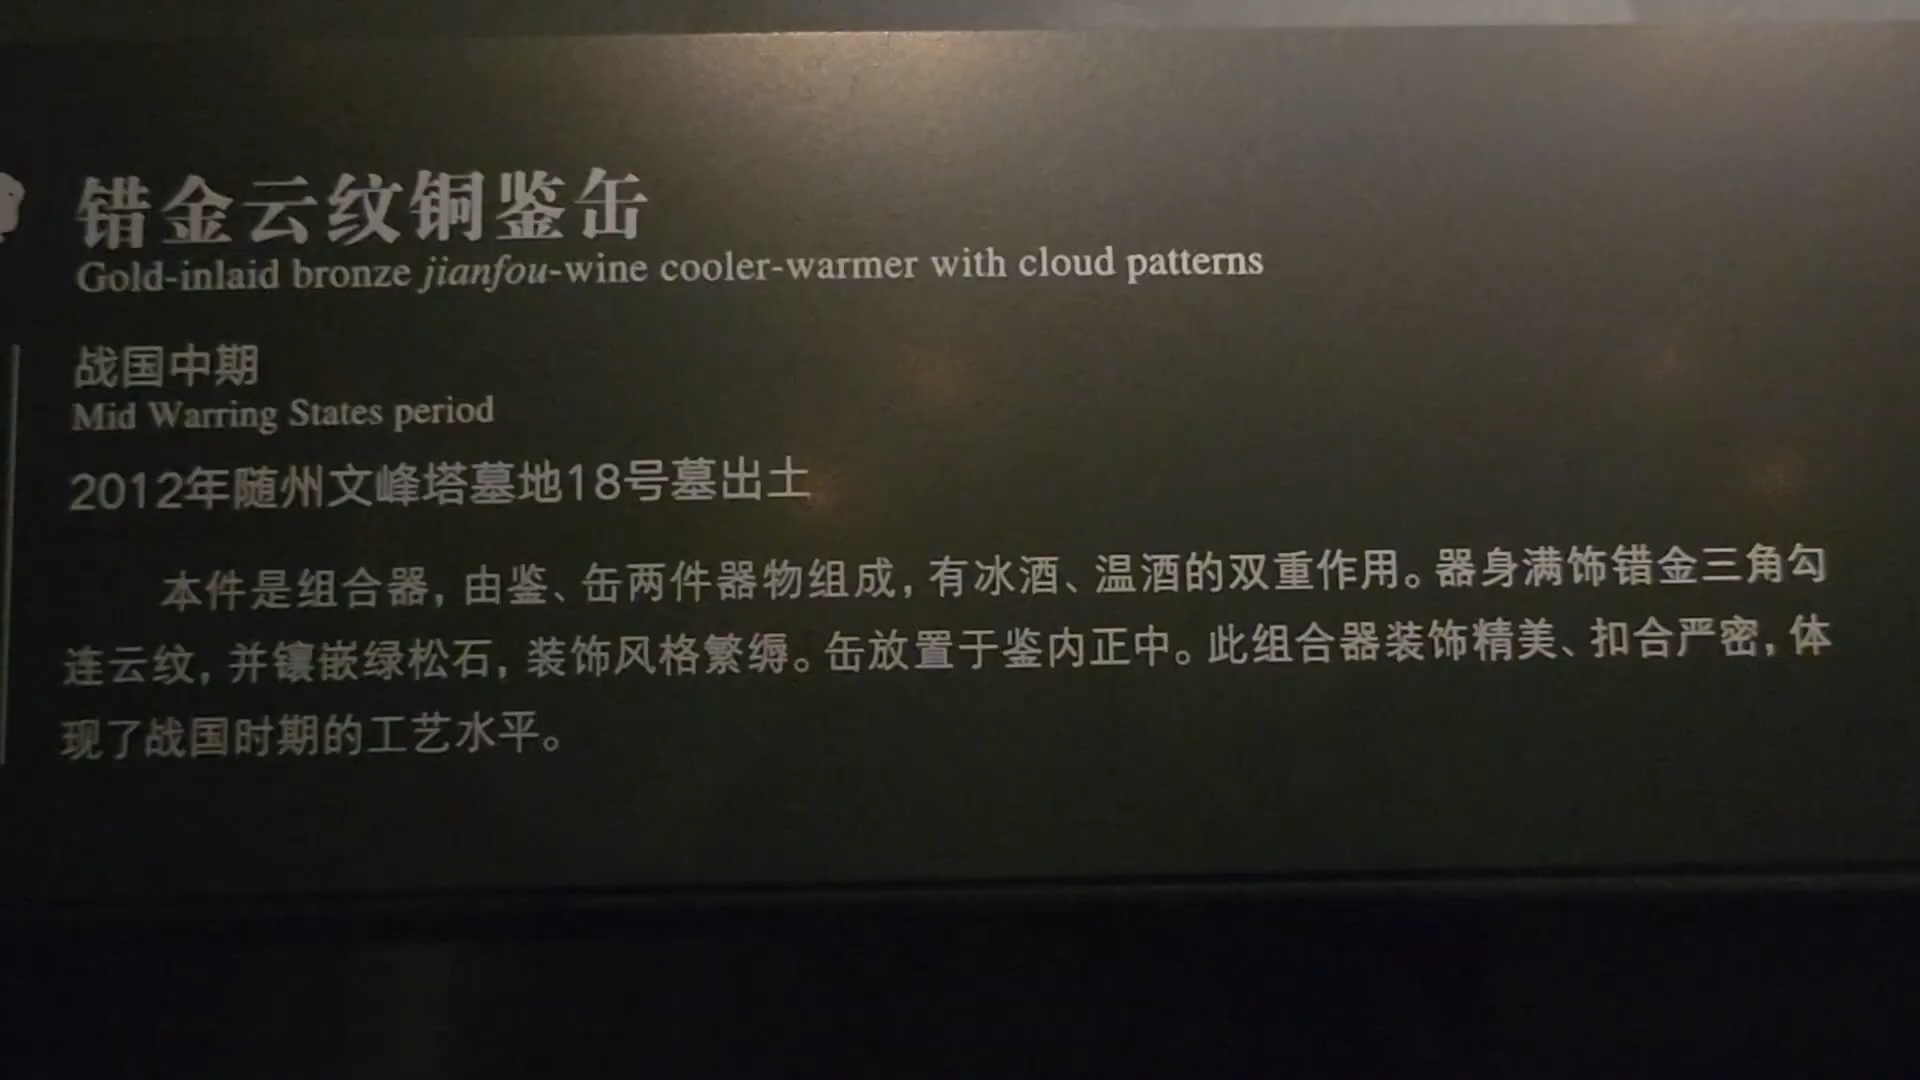 错金云纹铜鉴缶
Gold-inlaid bronze jianfou-wine cooler-warmer with cloud patterns
战国中期
Mid Warring States period
2012年随州文峰塔墓地18号墓出土
本件是组合器，由鉴、缶两件器物组成，有冰酒、温酒的双重作用。器身满饰错金三角勾
连云纹，并镶嵌绿松石，装饰风格繁缛。缶放置于鉴内正中。此组合器装饰精美、扣合严密，体
现了战国时期的工艺水平。